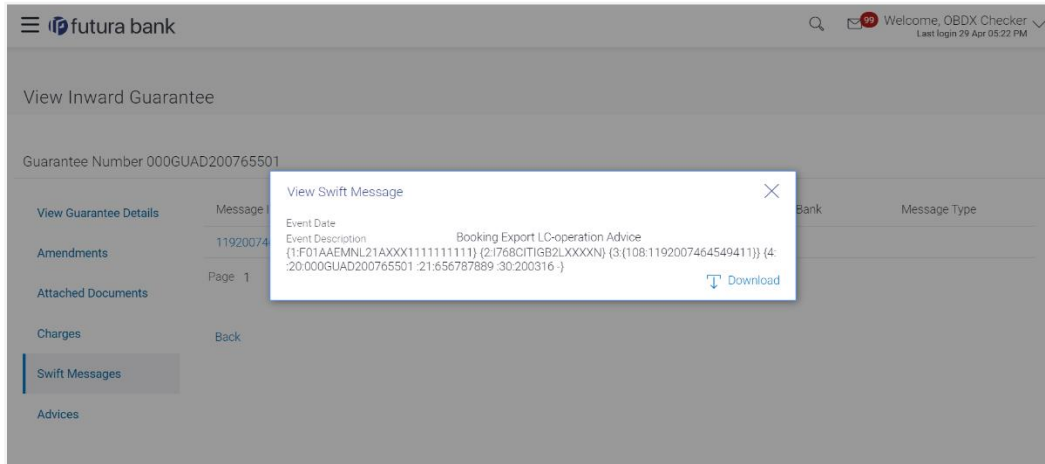 futura bank
99
Welcome, OBDX Checker
Last login 29 Apr 05:22 PM
View Inward Guarantee
Guarantee Number 000GUAD200765501
View Guarantee Details
Amendments
Attached Documents
Charges
Swift Messages
Advices
Message
Bank
Message Type
11920074
Page 1
Back
View Swift Message
Event Date
Event Description Booking Export LC-operation Advice
{1:F01AAEMNL21AXXX1111111111} {2:I768CITIGB2LXXXXN} {3:{108:1192007464549411}} {4:
:20:000GUAD200765501 :21:656787889 :30:200316 -}
Download